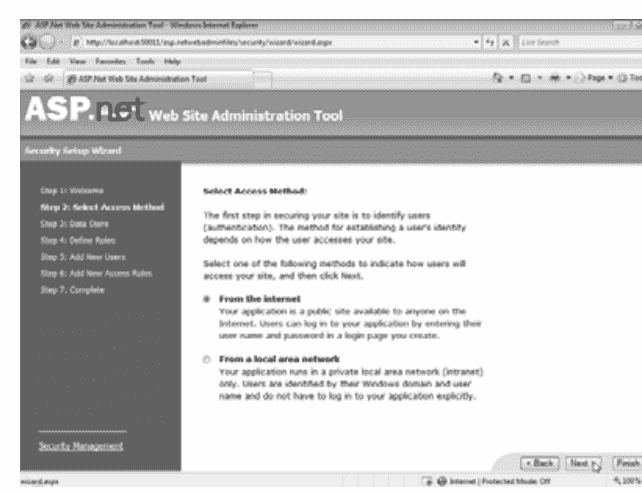 ASP.Net Web Site Administration Tool - Windows Internet Explorer
http://localhost:50011/asp.netwebadminfiles/security/wizard/wizard.aspx
Live Search
File Edit View Favorites Tools Help
ASP.Net Web Site Administration Tool
Page
ASP.net Web Site Administration Tool
Security Setup Wizard
Step 1: Welcome
Step 2: Select Access Method
Step 3: Data Store
Step 4: Define Roles
Step 5: Add New Users
Step 6: Add New Access Rules
Step 7: Complete
Security Management
Select Access Method:
The first step in securing your site is to identify users
(authentication). The method for establishing a user's identity
depends on how the user accesses your site.
Select one of the following methods to indicate how users will
access your site, and then click Next.
From the internet
Your application is a public site available to anyone on the
Internet. Users can log in to your application by entering their
user name and password in a login page you create.
From a local area network
Your application runs in a private local area network (intranet)
only. Users are identified by their Windows domain and user
name and do not have to log in to your application explicitly.
< Back Next > Finish
wizard.aspx
Internet | Protected Mode: Off
100%